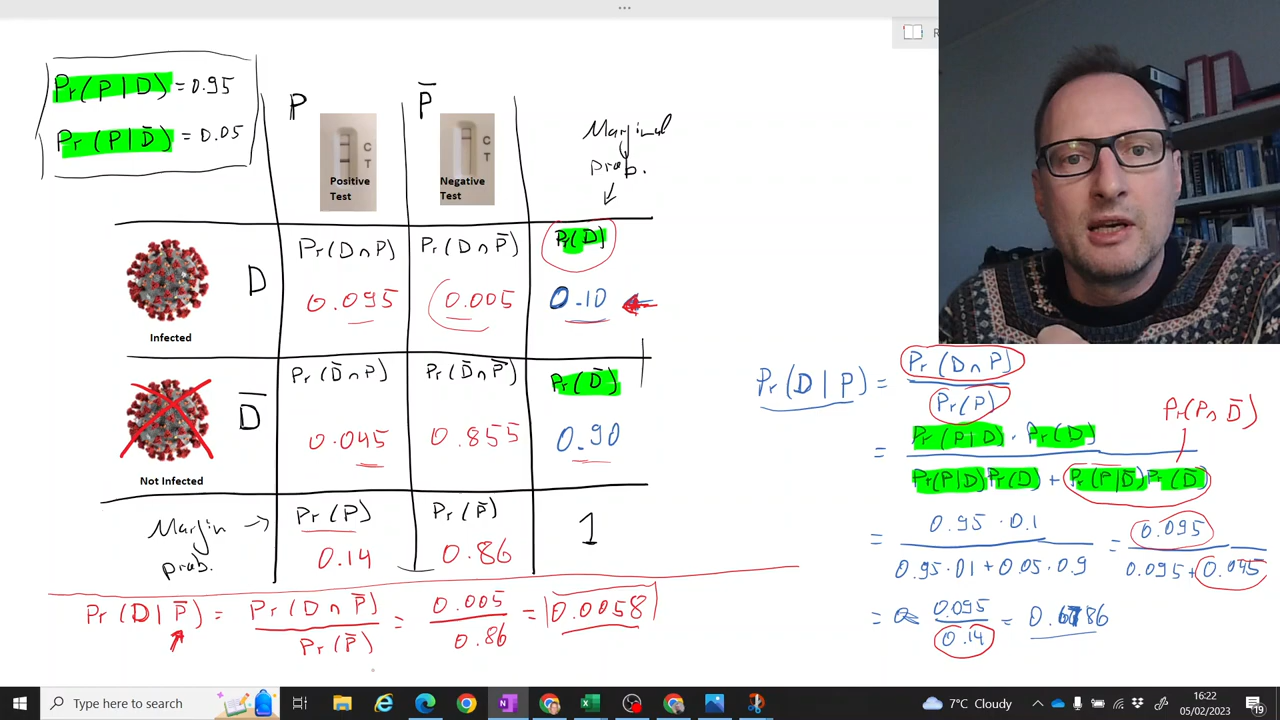 Pr(P|D) = 0.95
Pr(P|D̄) = 0.05
P
P̄
Marginal
prob.
C
T
Positive
Test
C
T
Negative
Test
Pr(D∩P)
Pr(D∩P̄)
Pr(D)
D
0.095
0.005
0.10
Infected
Pr(D̄∩P)
Pr(D̄∩P̄)
Pr(D̄)
D̄
0.045
0.855
0.90
Not Infected
Margin
prob.
Pr(P)
Pr(P̄)
1
0.14
0.86
Pr(D|P̄) = Pr(D∩P̄) / Pr(P̄) = 0.005 / 0.86 = 0.0058
Pr(D|P) = Pr(D∩P) / Pr(P)
Pr(P∩D̄)
= Pr(P|D) · Pr(D) / Pr(P|D)Pr(D) + Pr(P|D̄)Pr(D̄)
= 0.95 · 0.1 / 0.95·01 + 0.05·0.9 = 0.095 / 0.095 + 0.045
= 0.095 / 0.14 =
Type here to search
7°C Cloudy
16:22
05/02/2023
19